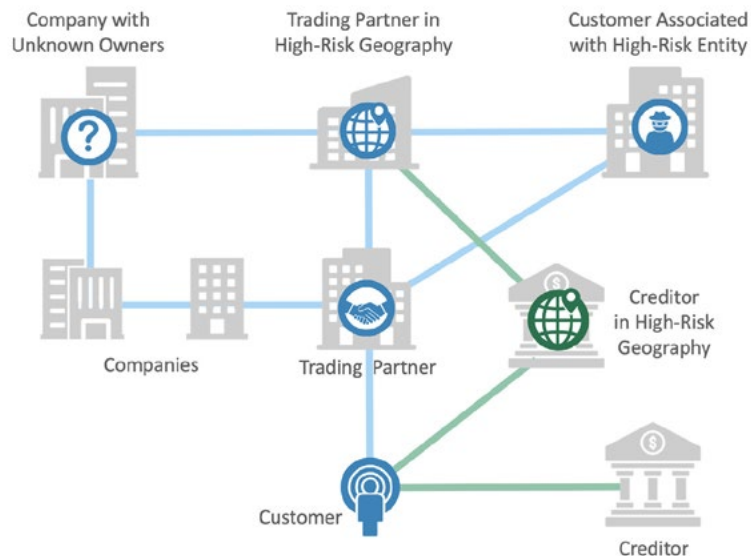 Company with
Unknown Owners
Trading Partner in
High-Risk Geography
Customer Associated
with High-Risk Entity
?
$
Creditor
in High-Risk
Geography
Companies
Trading Partner
$
Customer
Creditor